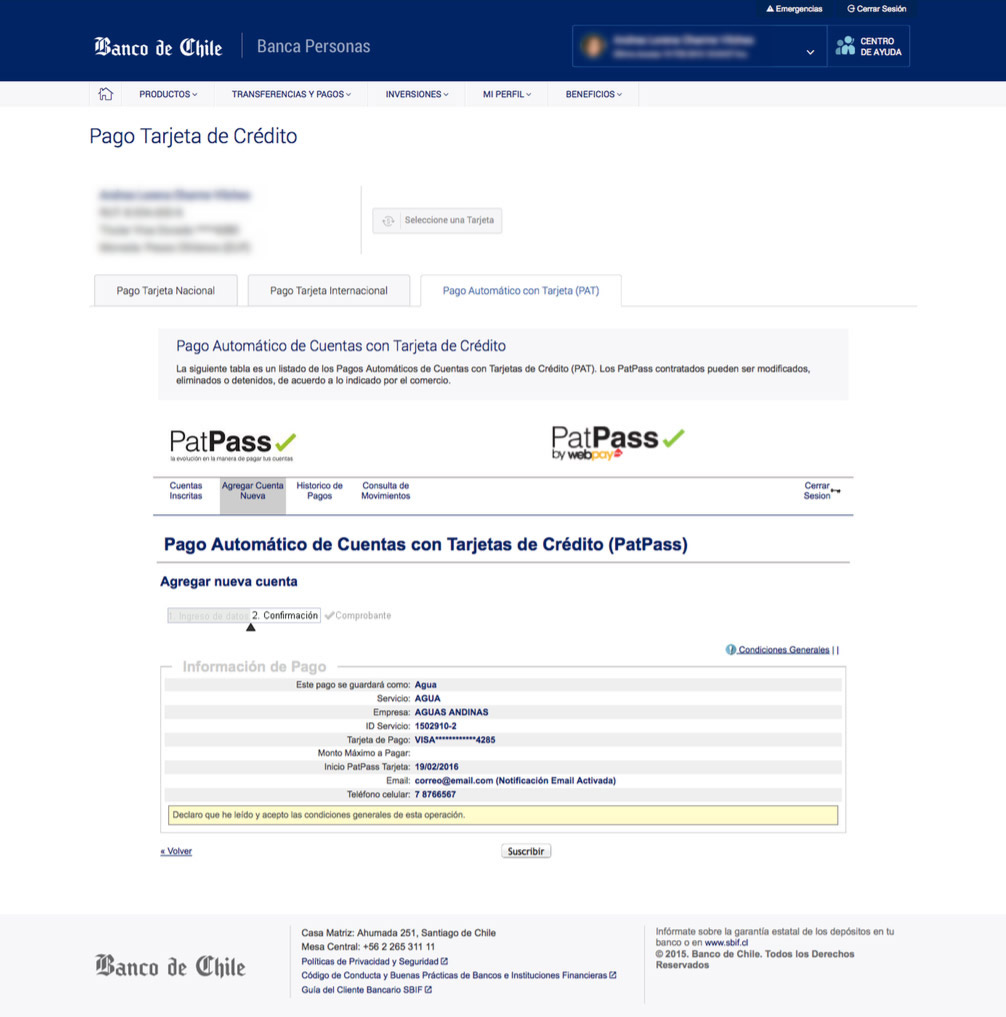 Emergencias
Cerrar Sesión
Banco de Chile
Banca Personas
CENTRO
DE AYUDA
PRODUCTOS
TRANSFERENCIAS Y PAGOS
INVERSIONES
MI PERFIL
BENEFICIOS
Pago Tarjeta de Crédito
Seleccione una Tarjeta
Pago Tarjeta Nacional
Pago Tarjeta Internacional
Pago Automático con Tarjeta (PAT)
Pago Automático de Cuentas con Tarjeta de Crédito
La siguiente tabla es un listado de los Pagos Automáticos de Cuentas con Tarjetas de Crédito (PAT). Los PatPass contratados pueden ser modificados,
eliminados o detenidos, de acuerdo a lo indicado por el comercio.
PatPass
la evolución en la manera de pagar tus cuentas
PatPass
by webpay
Cuentas
Inscritas
Agregar Cuenta
Nueva
Historico de
Pagos
Consulta de
Movimientos
Cerrar
Sesion
Pago Automático de Cuentas con Tarjetas de Crédito (PatPass)
Agregar nueva cuenta
1. Ingreso de datos
2. Confirmación
Comprobante
Condiciones Generales | |
Información de Pago
Este pago se guardará como: Agua
Servicio: AGUA
Empresa: AGUAS ANDINAS
ID Servicio: 1502910-2
Tarjeta de Pago: VISA************4285
Monto Máximo a Pagar:
Inicio PatPass Tarjeta: 19/02/2016
Email: correo@email.com (Notificación Email Activada)
Teléfono celular: 7 8766567
Declaro que he leído y acepto las condiciones generales de esta operación.
« Volver
Suscribir
Banco de Chile
Casa Matriz: Ahumada 251, Santiago de Chile
Mesa Central: +56 2 265 311 11
Políticas de Privacidad y Seguridad
Código de Conducta y Buenas Prácticas de Bancos e Instituciones Financieras
Guía del Cliente Bancario SBIF
Infórmate sobre la garantía estatal de los depósitos en tu
banco o en www.sbif.cl
© 2015. Banco de Chile. Todos los Derechos
Reservados